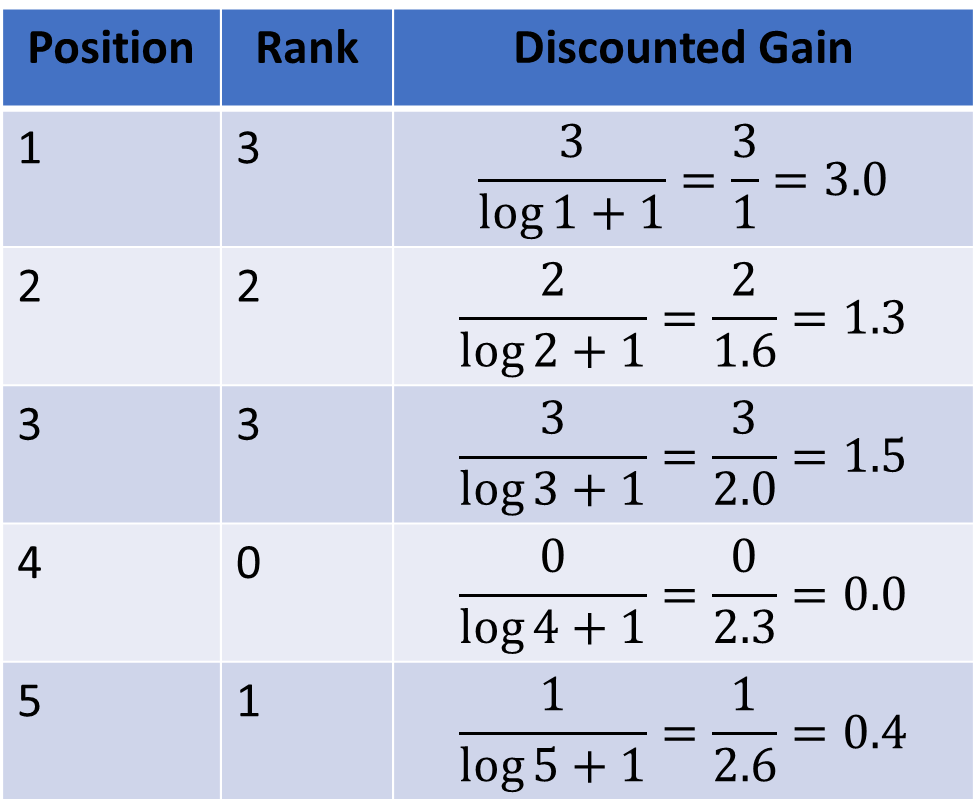 Position Rank Discounted Gain
1 3 3/(log 1 + 1) = 3/1 = 3.0
2 2 2/(log 2 + 1) = 2/1.6 = 1.3
3 3 3/(log 3 + 1) = 3/2.0 = 1.5
4 0 0/(log 4 + 1) = 0/2.3 = 0.0
5 1 1/(log 5 + 1) = 1/2.6 = 0.4